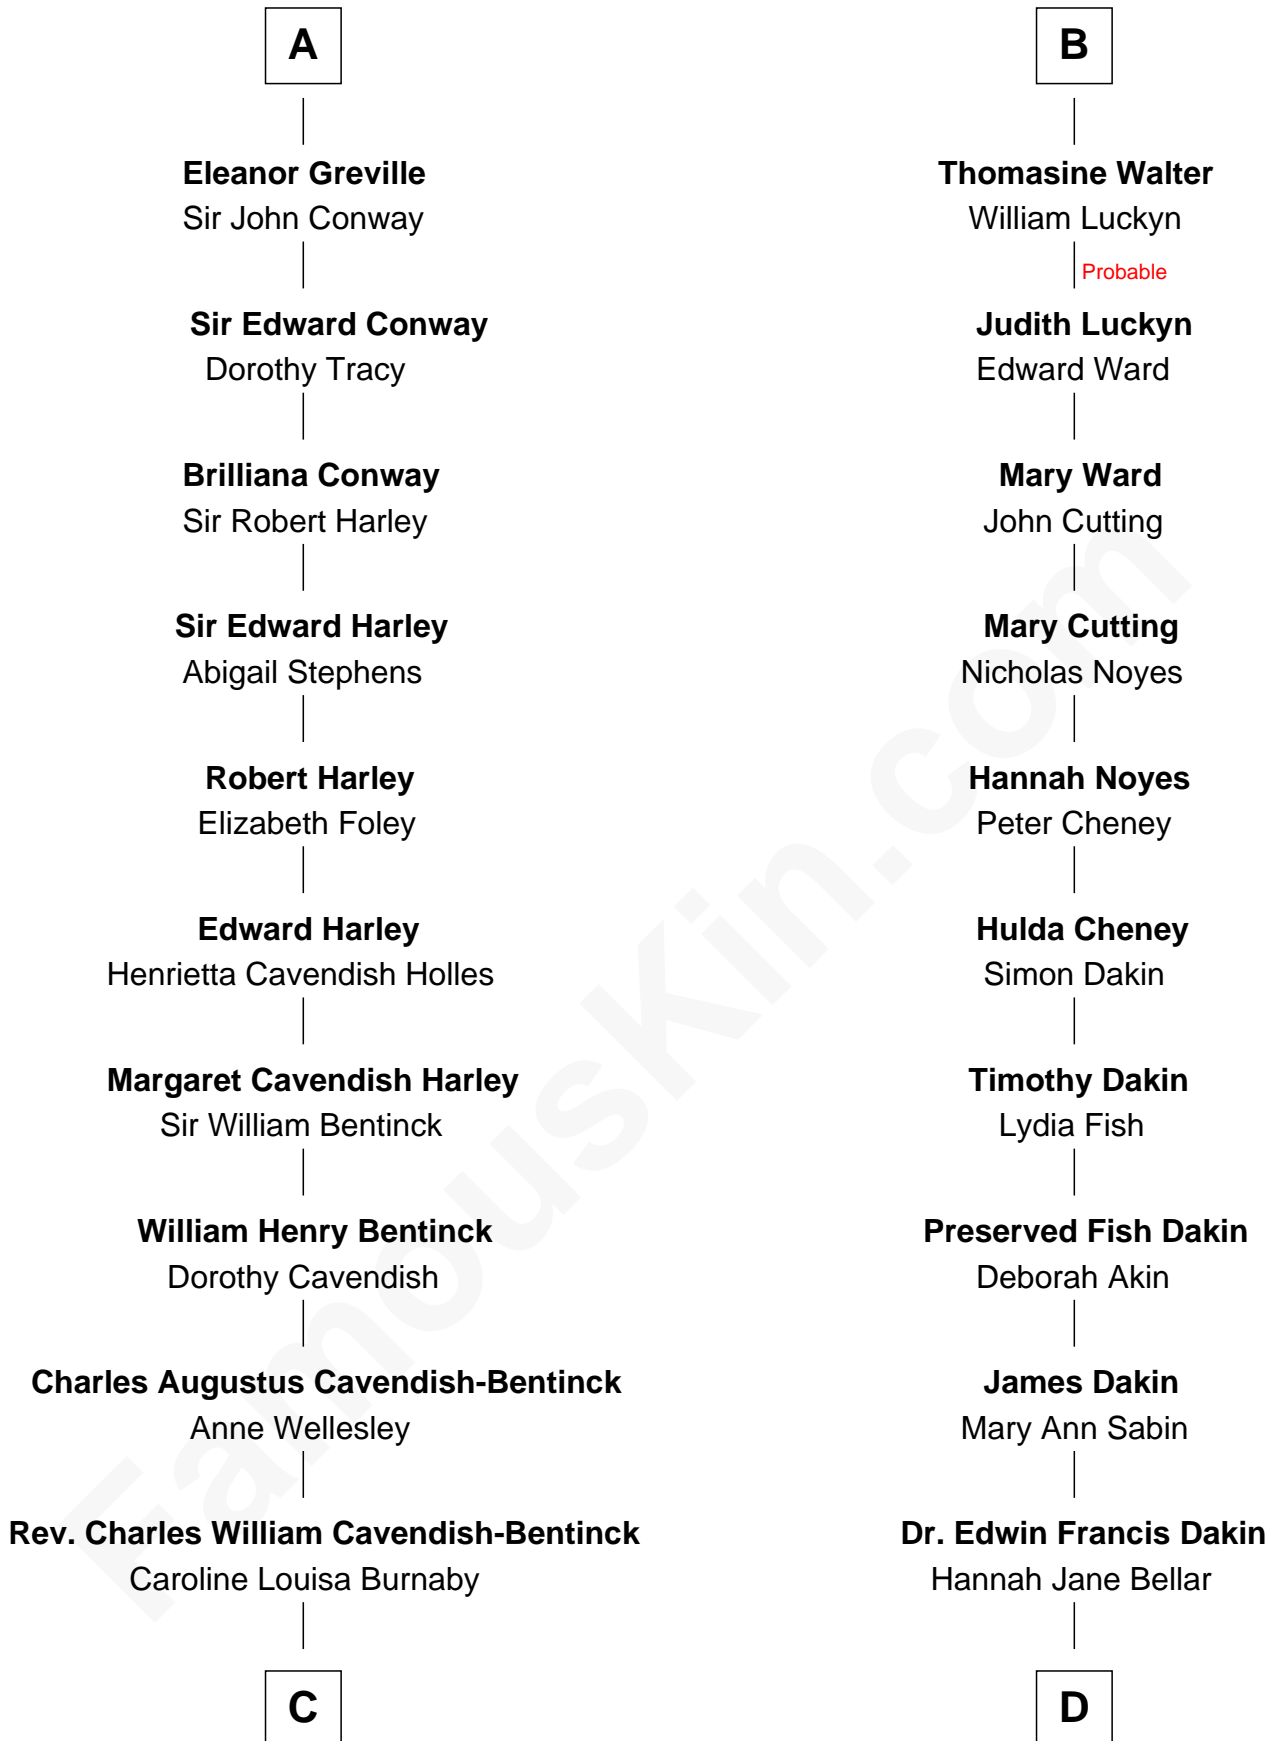 A
Eleanor Greville
Sir John Conway
Sir Edward Conway
Dorothy Tracy
Brilliana Conway
Sir Robert Harley
Sir Edward Harley
Abigail Stephens
Robert Harley
Elizabeth Foley
Edward Harley
Henrietta Cavendish Holles
Margaret Cavendish Harley
Sir William Bentinck
William Henry Bentinck
Dorothy Cavendish
Charles Augustus Cavendish-Bentinck
Anne Wellesley
Rev. Charles William Cavendish-Bentinck
Caroline Louisa Burnaby
C
B
Thomasine Walter
William Luckyn
Probable
Judith Luckyn
Edward Ward
Mary Ward
John Cutting
Mary Cutting
Nicholas Noyes
Hannah Noyes
Peter Cheney
Hulda Cheney
Simon Dakin
Timothy Dakin
Lydia Fish
Preserved Fish Dakin
Deborah Akin
James Dakin
Mary Ann Sabin
Dr. Edwin Francis Dakin
Hannah Jane Bellar
D
FamousKin.com